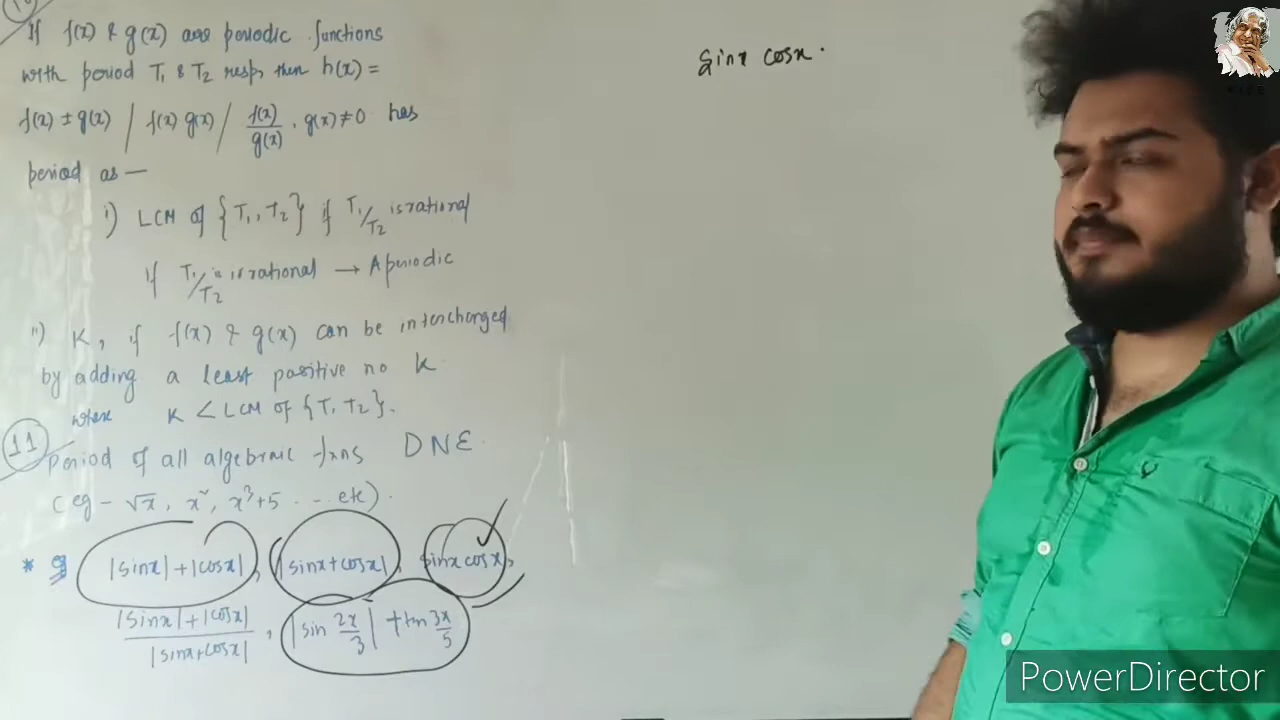 If f(x) & g(x) are periodic functions
with period T₁ & T₂ resp, then h(x) =
f(x) ± g(x) / f(x) g(x) / f(x)/g(x) , g(x) ≠ 0 has
period as —
i) LCM of {T₁, T₂} if T₁/T₂ is rational
if T₁/T₂ is irrational → Aperiodic
ii) K, if f(x) & g(x) can be interchanged
by adding a least positive no K
where K < LCM of {T₁ T₂}.
11
Period of all algebraic fxns DNE.
(eg - √x, x², x³+5 ... etc).
* eg |sinx| + |cosx|, |sinx+cosx|, sinx cosx,
|sinx|+|cosx| / |sinx+cosx| , |sin 2x/3| + tan 3x/5
sinx cosx.
PowerDirector